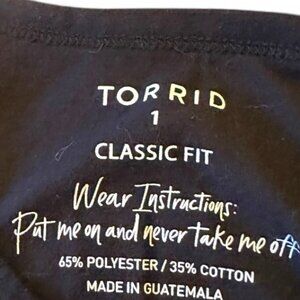 TORRID
1
CLASSIC FIT
Wear Instructions:
Put me on and never take me off
65% POLYESTER / 35% COTTON
MADE IN GUATEMALA